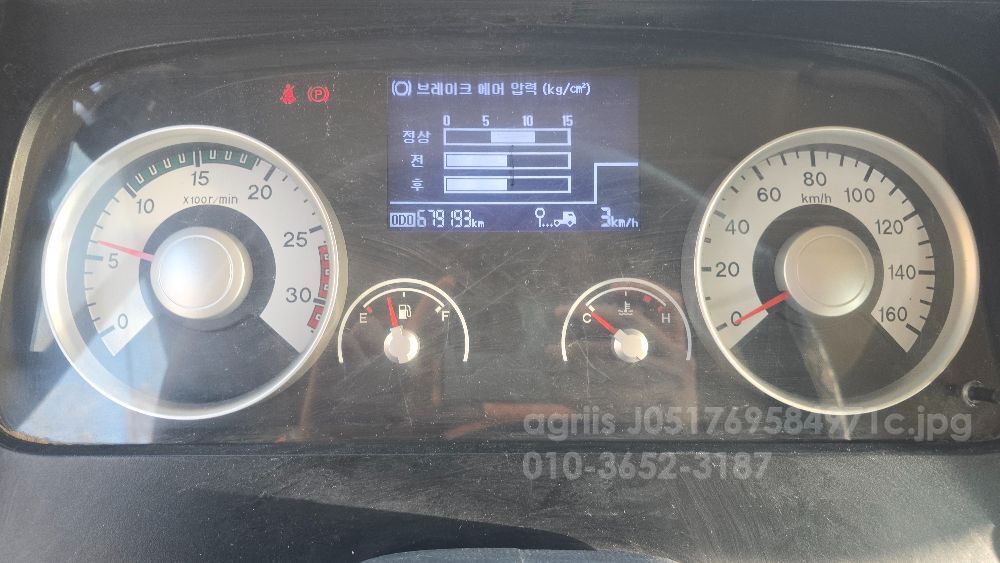 브레이크 에어 압력 (kg/cm²)
0 5 10 15
정상
전
후
ODO 679193km
3km/h
0 5 10 15 20 25 30
X100r/min
E F
C H
0 20 40 60 80 100 120 140 160
km/h
P
agriis J051769584971c.jpg
010-3652-3187